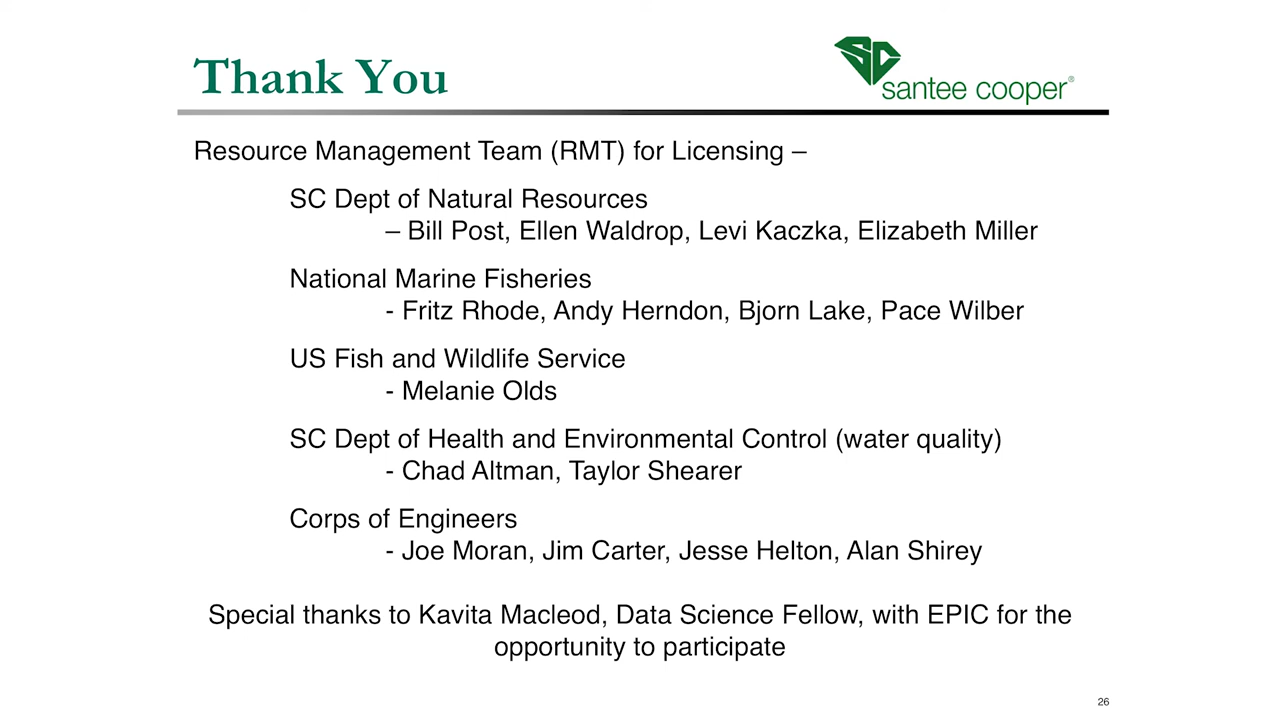 Thank You
SC
santee cooper®
Resource Management Team (RMT) for Licensing –
SC Dept of Natural Resources
– Bill Post, Ellen Waldrop, Levi Kaczka, Elizabeth Miller
National Marine Fisheries
- Fritz Rhode, Andy Herndon, Bjorn Lake, Pace Wilber
US Fish and Wildlife Service
- Melanie Olds
SC Dept of Health and Environmental Control (water quality)
- Chad Altman, Taylor Shearer
Corps of Engineers
- Joe Moran, Jim Carter, Jesse Helton, Alan Shirey
Special thanks to Kavita Macleod, Data Science Fellow, with EPIC for the
opportunity to participate
26